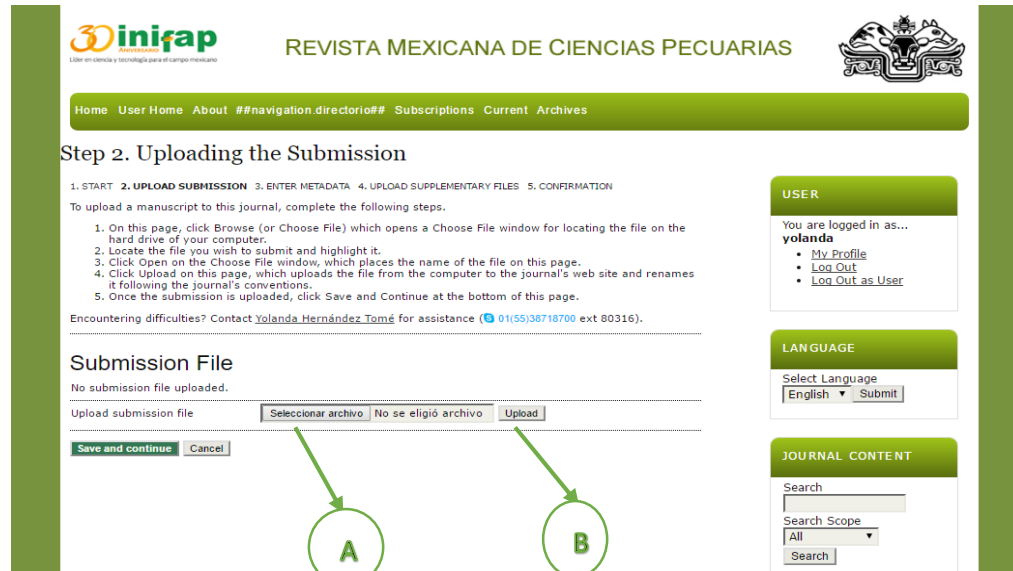 30 inifap
ANIVERSARIO
Líder en ciencia y tecnología para el campo mexicano
REVISTA MEXICANA DE CIENCIAS PECUARIAS
Home User Home About ##navigation.directorio## Subscriptions Current Archives
Step 2. Uploading the Submission
1. START 2. UPLOAD SUBMISSION 3. ENTER METADATA 4. UPLOAD SUPPLEMENTARY FILES 5. CONFIRMATION
To upload a manuscript to this journal, complete the following steps.
1. On this page, click Browse (or Choose File) which opens a Choose File window for locating the file on the
hard drive of your computer.
2. Locate the file you wish to submit and highlight it.
3. Click Open on the Choose File window, which places the name of the file on this page.
4. Click Upload on this page, which uploads the file from the computer to the journal's web site and renames
it following the journal's conventions.
5. Once the submission is uploaded, click Save and Continue at the bottom of this page.
Encountering difficulties? Contact Yolanda Hernández Tomé for assistance (01(55)38718700 ext 80316).
Submission File
No submission file uploaded.
Upload submission file Seleccionar archivo No se eligió archivo Upload
Save and continue Cancel
A
B
USER
You are logged in as...
yolanda
• My Profile
• Log Out
• Log Out as User
LANGUAGE
Select Language
English Submit
JOURNAL CONTENT
Search
Search Scope
All
Search